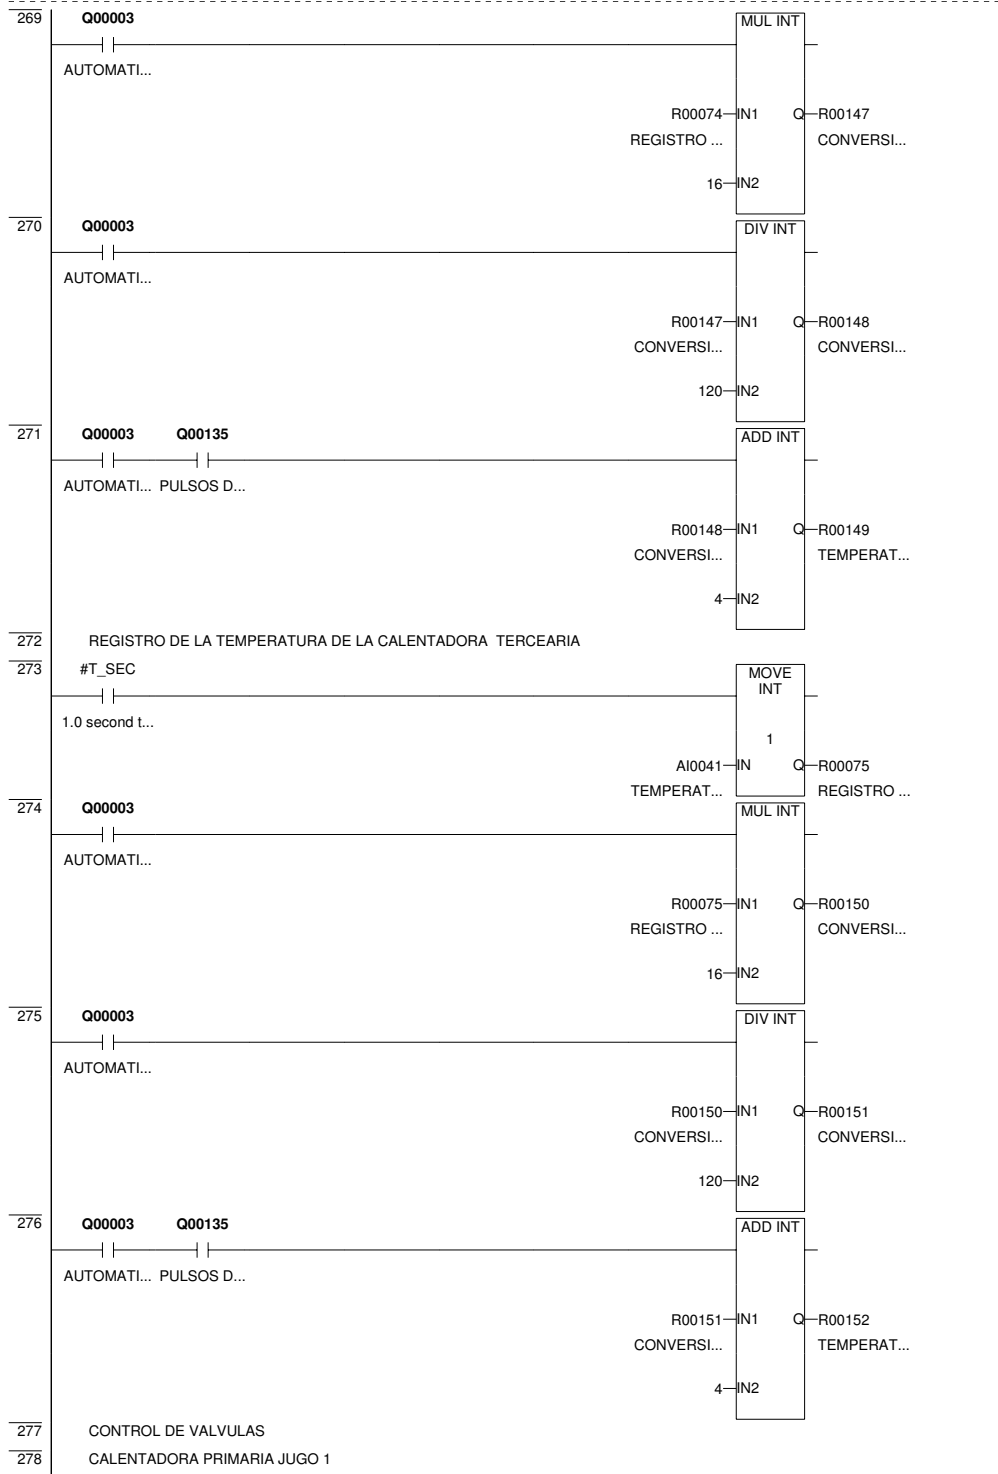 269 Q00003 MUL INT
AUTOMATI...
R00074 IN1 Q R00147
REGISTRO ... CONVERSI...
16 IN2
270 Q00003 DIV INT
AUTOMATI...
R00147 IN1 Q R00148
CONVERSI... CONVERSI...
120 IN2
271 Q00003 Q00135 ADD INT
AUTOMATI... PULSOS D...
R00148 IN1 Q R00149
CONVERSI... TEMPERAT...
4 IN2
272 REGISTRO DE LA TEMPERATURA DE LA CALENTADORA TERCEARIA
273 #T_SEC MOVE
INT
1.0 second t...
1
AI0041 IN Q R00075
TEMPERAT... REGISTRO ...
274 Q00003 MUL INT
AUTOMATI...
R00075 IN1 Q R00150
REGISTRO ... CONVERSI...
16 IN2
275 Q00003 DIV INT
AUTOMATI...
R00150 IN1 Q R00151
CONVERSI... CONVERSI...
120 IN2
276 Q00003 Q00135 ADD INT
AUTOMATI... PULSOS D...
R00151 IN1 Q R00152
CONVERSI... TEMPERAT...
4 IN2
277 CONTROL DE VALVULAS
278 CALENTADORA PRIMARIA JUGO 1